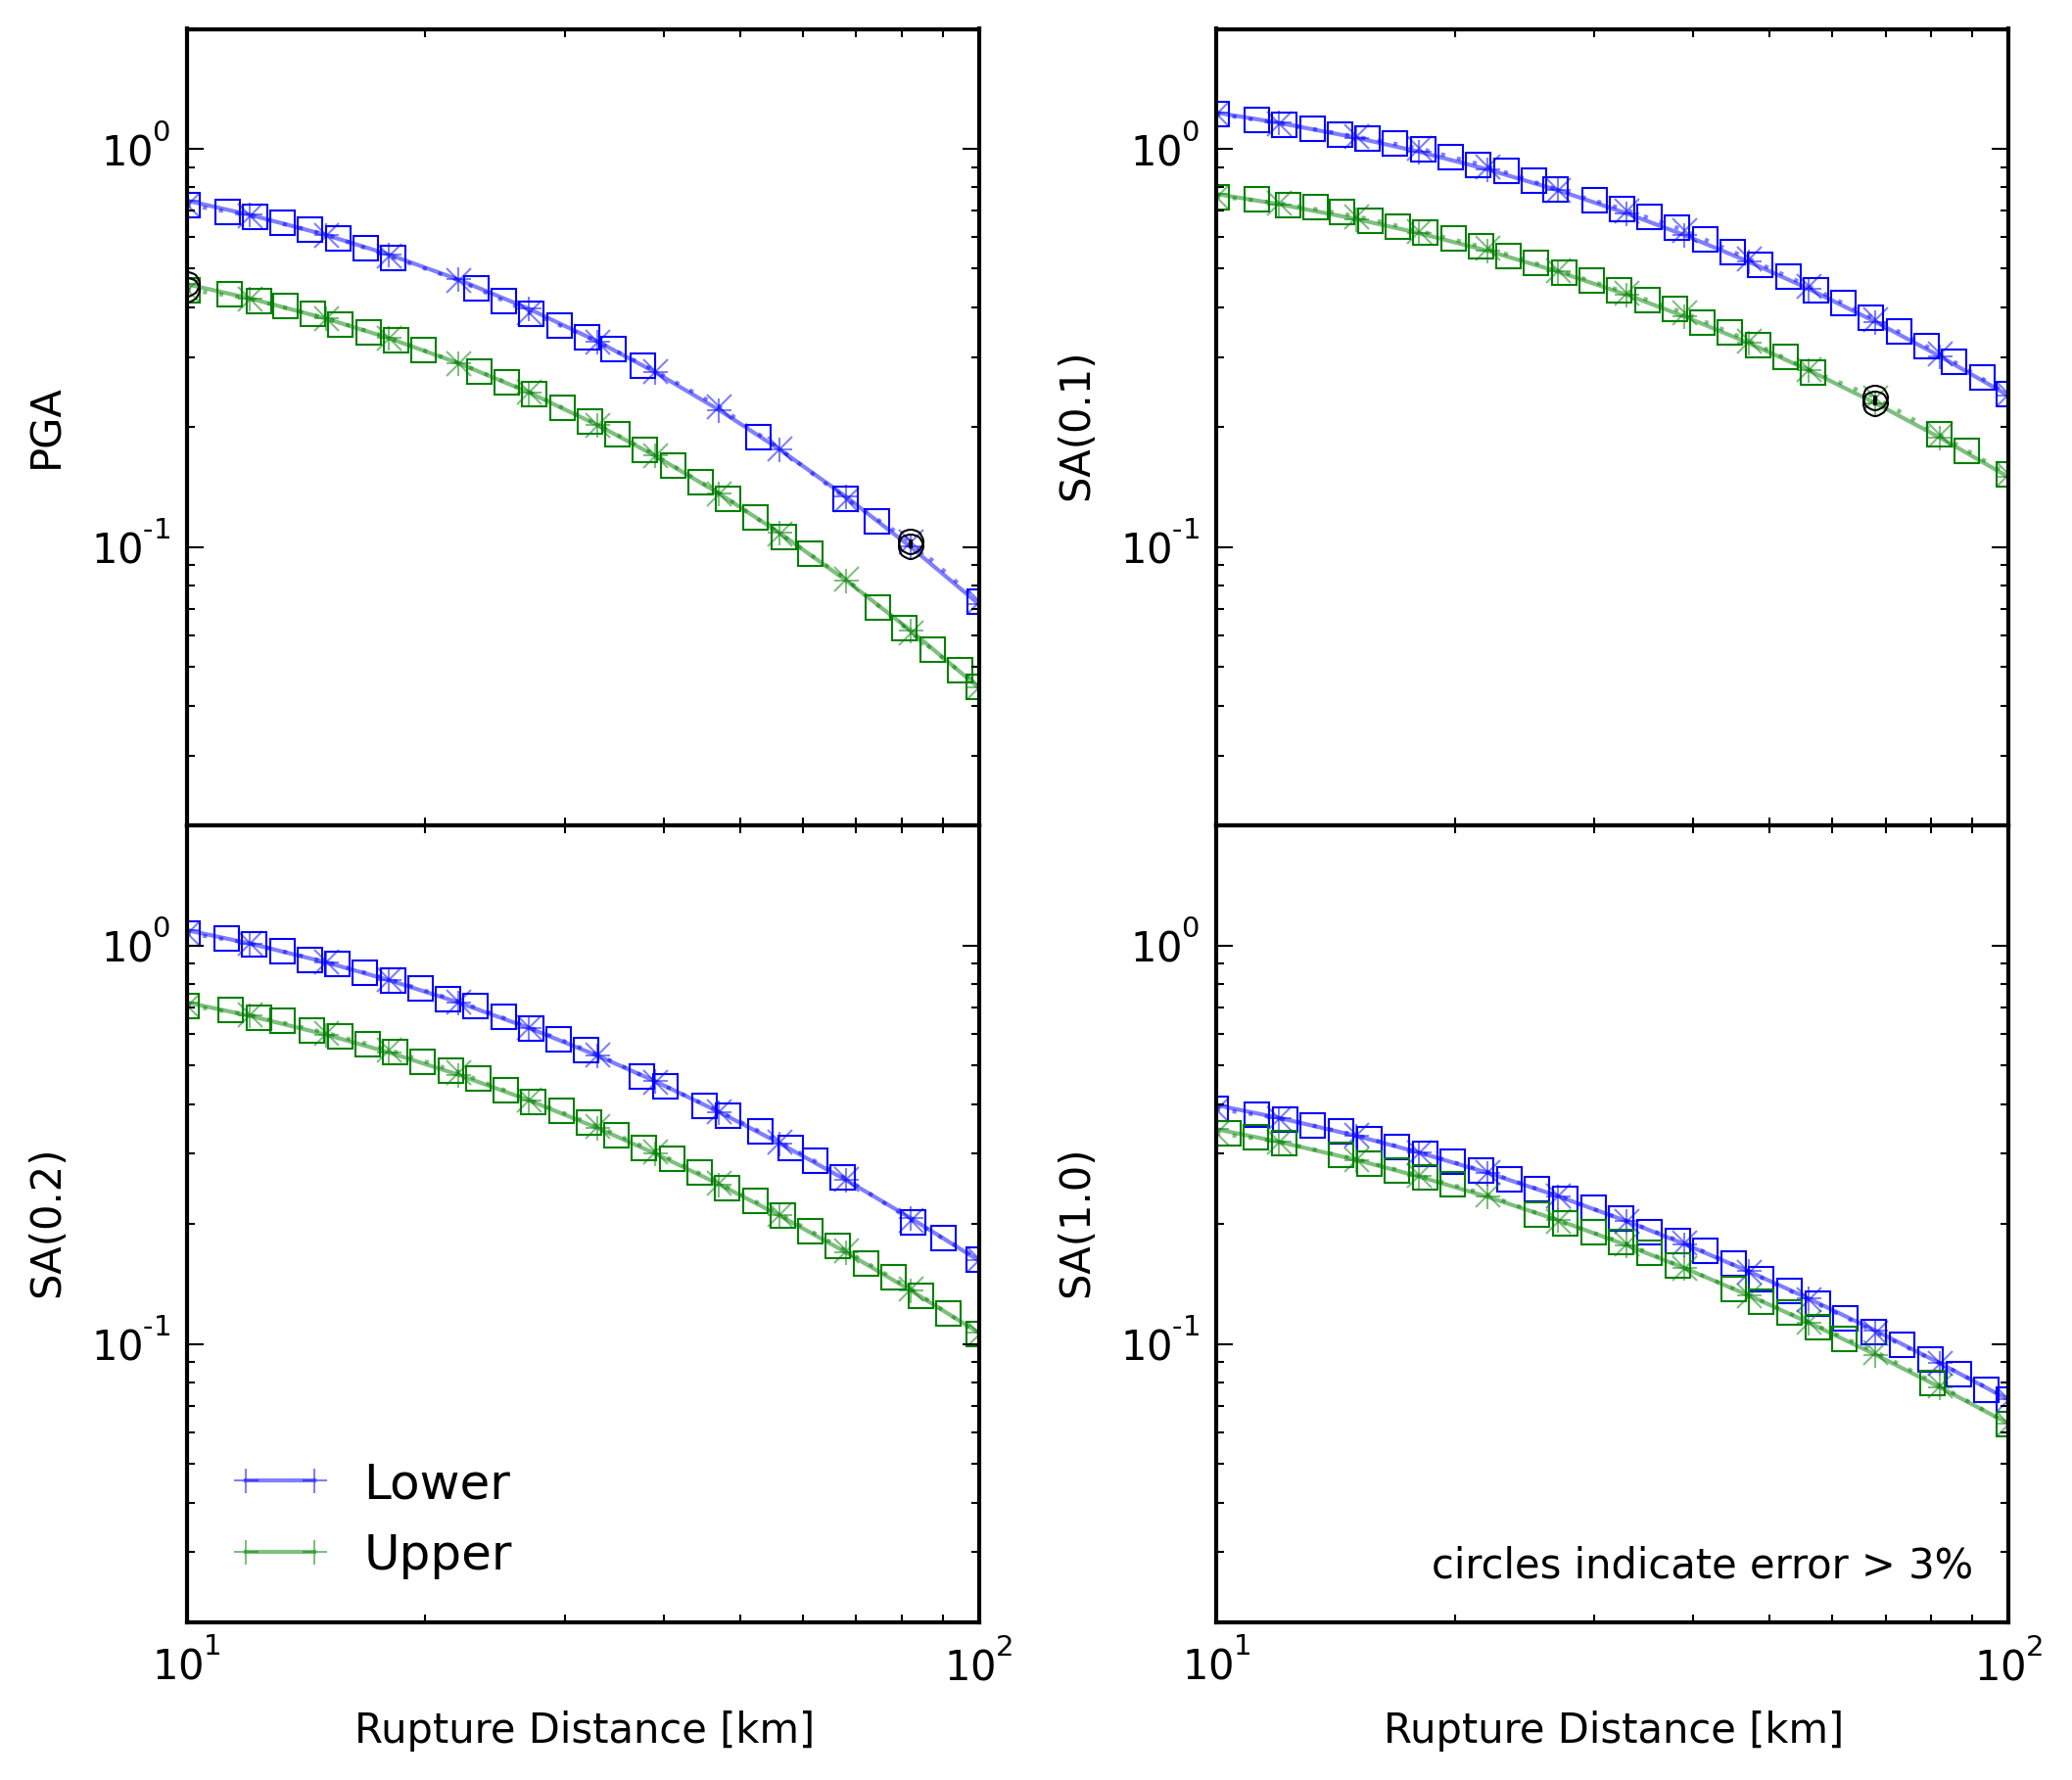 10^0
10^-1
PGA
10^0
10^-1
SA(0.1)
10^0
10^-1
SA(0.2)
Lower
Upper
10^1
10^2
Rupture Distance [km]
10^0
10^-1
SA(1.0)
circles indicate error > 3%
10^1
10^2
Rupture Distance [km]